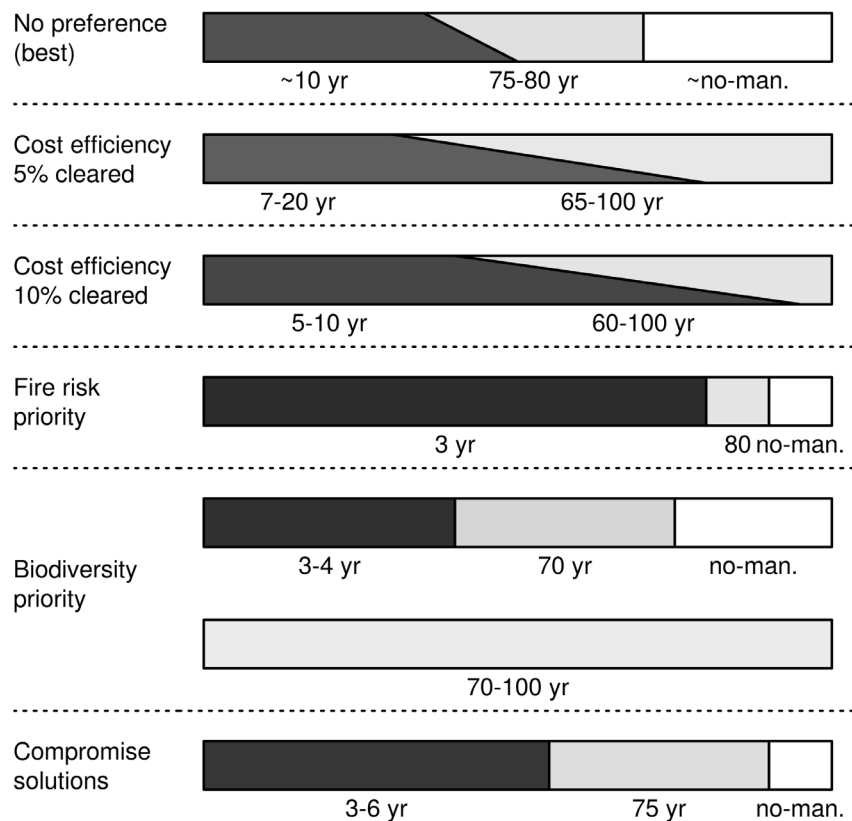 No preference
(best)
~10 yr 75-80 yr ~no-man.
Cost efficiency
5% cleared
7-20 yr 65-100 yr
Cost efficiency
10% cleared
5-10 yr 60-100 yr
Fire risk
priority
3 yr 80 no-man.
Biodiversity
priority
3-4 yr 70 yr no-man.
70-100 yr
Compromise
solutions
3-6 yr 75 yr no-man.